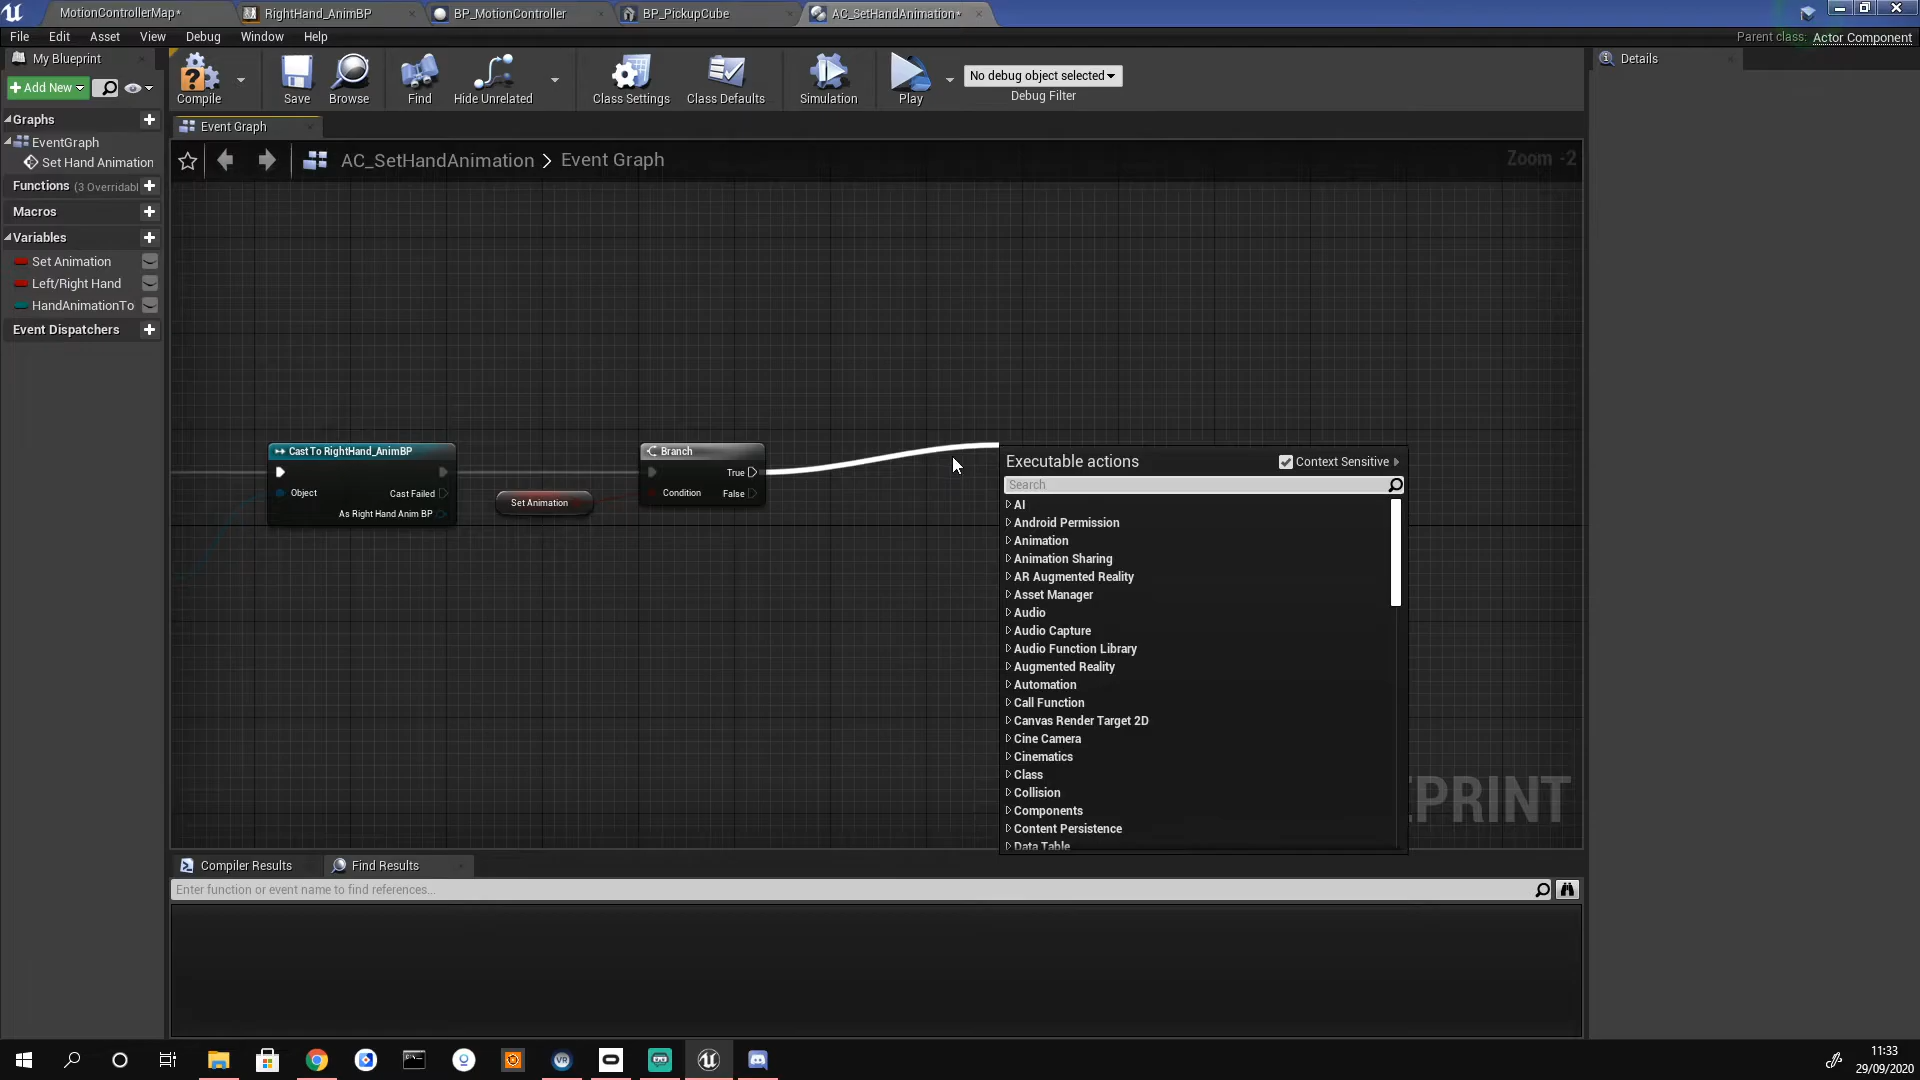 MotionControllerMap*
RightHand_AnimBP
BP_MotionController
BP_PickupCube
AC_SetHandAnimation*
File
Edit
Asset
View
Debug
Window
Help
Parent class: Actor Component
My Blueprint
Add New
Compile
Save
Browse
Find
Hide Unrelated
Class Settings
Class Defaults
Simulation
Play
No debug object selected
Debug Filter
Details
Graphs
EventGraph
Set Hand Animation
Functions (3 Overridabl
Macros
Variables
Set Animation
Left/Right Hand
HandAnimationTo
Event Dispatchers
Event Graph
AC_SetHandAnimation > Event Graph
Zoom -2
Cast To RightHand_AnimBP
Object
Cast Failed
As Right Hand Anim BP
Set Animation
Branch
True
Condition
False
Executable actions
Context Sensitive
Search
AI
Android Permission
Animation
Animation Sharing
AR Augmented Reality
Asset Manager
Audio
Audio Capture
Audio Function Library
Augmented Reality
Automation
Call Function
Canvas Render Target 2D
Cine Camera
Cinematics
Class
Collision
Components
Content Persistence
Data Table
EPRINT
Compiler Results
Find Results
Enter function or event name to find references...
11:33
29/09/2020